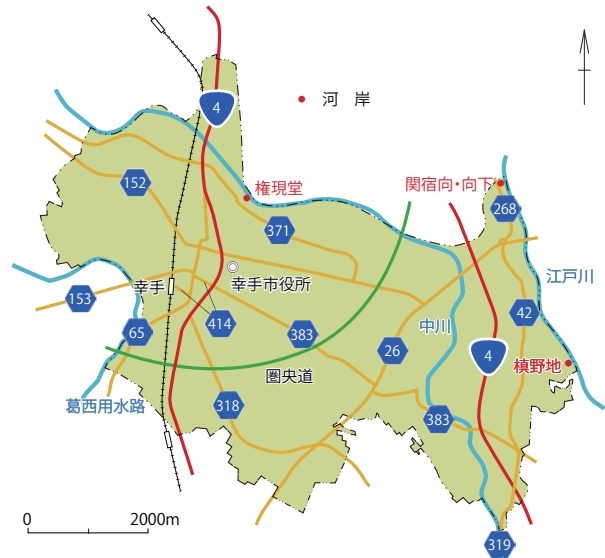 4
河 岸
152
権現堂
関宿向・向下
268
371
江戸川
幸手市役所
幸手
153
42
65
414
383
中川
26
4
圏央道
槙野地
葛西用水路
318
383
0 2000m
319